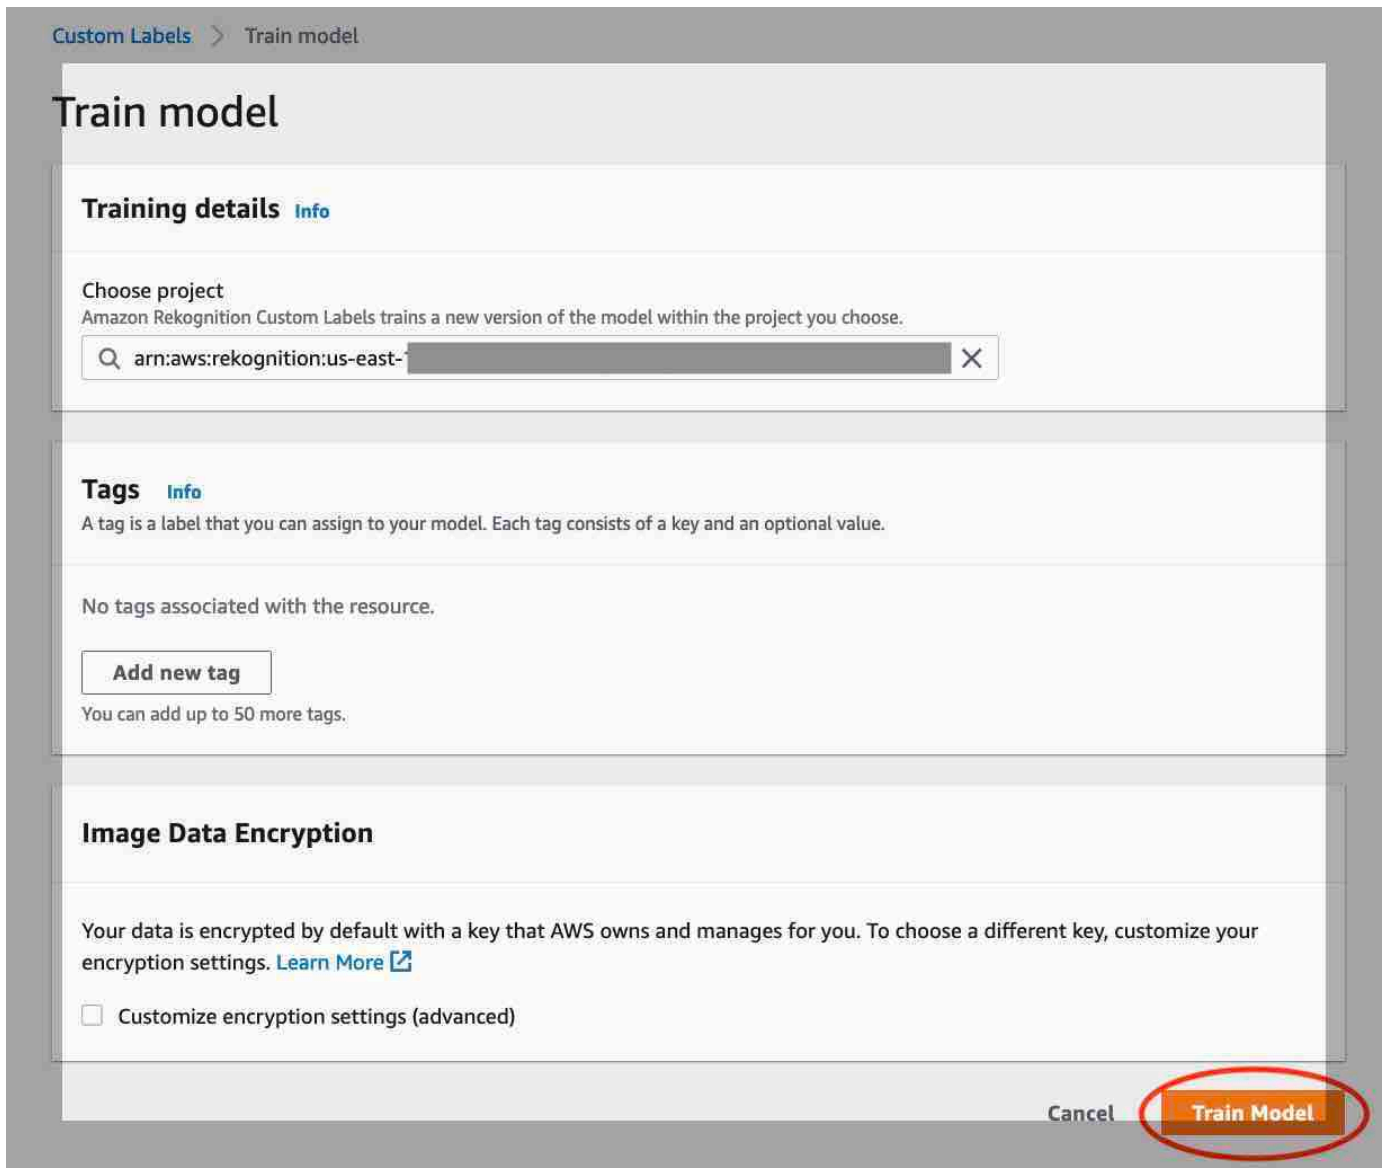 Custom Labels > Train model
Train model
Training details Info
Choose project
Amazon Rekognition Custom Labels trains a new version of the model within the project you choose.
arn:aws:rekognition:us-east-
Tags Info
A tag is a label that you can assign to your model. Each tag consists of a key and an optional value.
No tags associated with the resource.
Add new tag
You can add up to 50 more tags.
Image Data Encryption
Your data is encrypted by default with a key that AWS owns and manages for you. To choose a different key, customize your
encryption settings. Learn More
Customize encryption settings (advanced)
Cancel Train Model